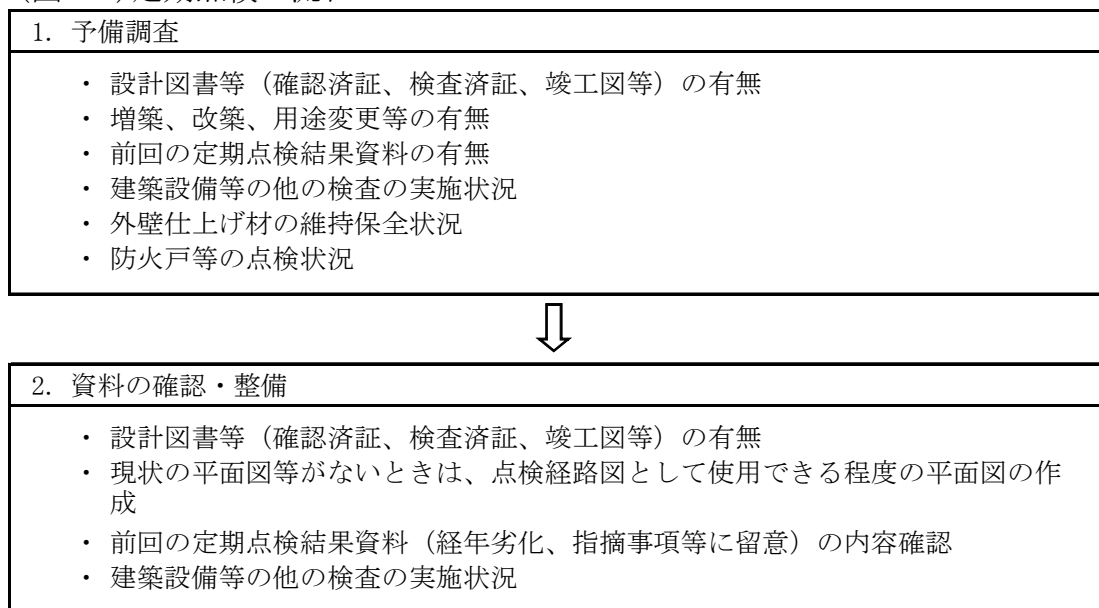 1. 予備調査
・ 設計図書等（確認済証、検査済証、竣工図等）の有無
・ 増築、改築、用途変更等の有無
・ 前回の定期点検結果資料の有無
・ 建築設備等の他の検査の実施状況
・ 外壁仕上げ材の維持保全状況
・ 防火戸等の点検状況
2. 資料の確認・整備
・ 設計図書等（確認済証、検査済証、竣工図等）の有無
・ 現状の平面図等がないときは、点検経路図として使用できる程度の平面図の作
成
・ 前回の定期点検結果資料（経年劣化、指摘事項等に留意）の内容確認
・ 建築設備等の他の検査の実施状況